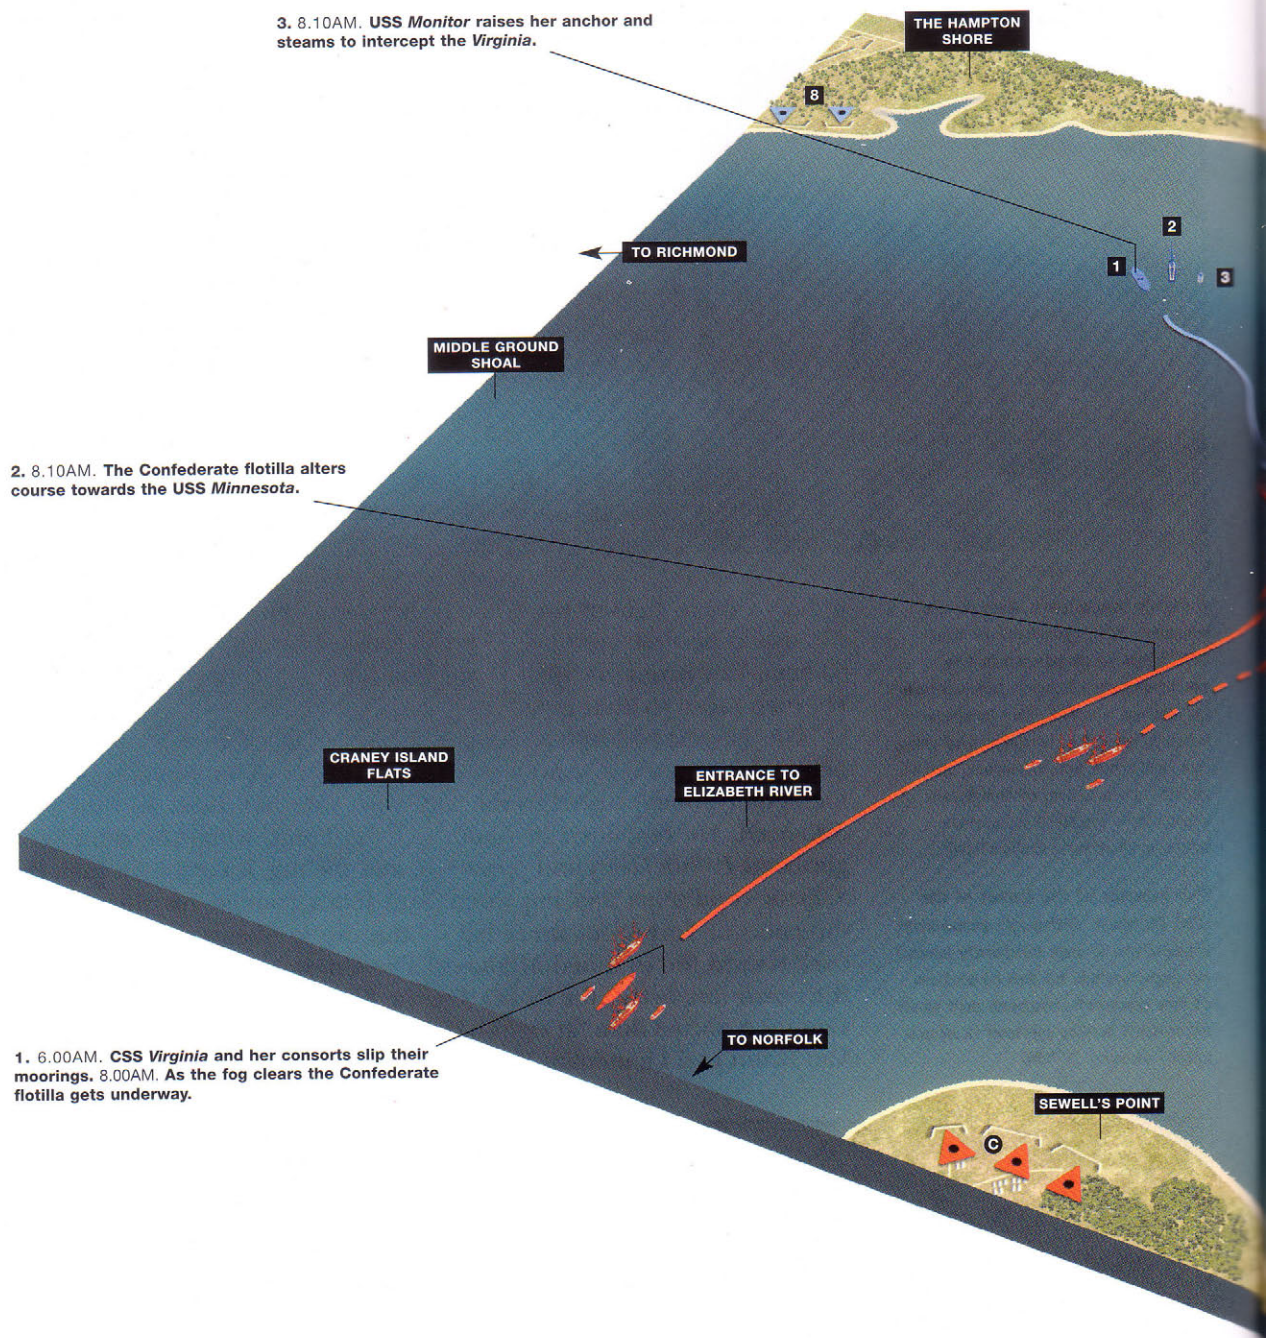 3. 8.10AM. USS Monitor raises her anchor and
steams to intercept the Virginia.
THE HAMPTON
SHORE
8
2
TO RICHMOND
1
3
MIDDLE GROUND
SHOAL
2. 8.10AM. The Confederate flotilla alters
course towards the USS Minnesota.
CRANEY ISLAND
FLATS
ENTRANCE TO
ELIZABETH RIVER
1. 6.00AM. CSS Virginia and her consorts slip their
moorings. 8.00AM. As the fog clears the Confederate
flotilla gets underway.
TO NORFOLK
SEWELL'S POINT
C